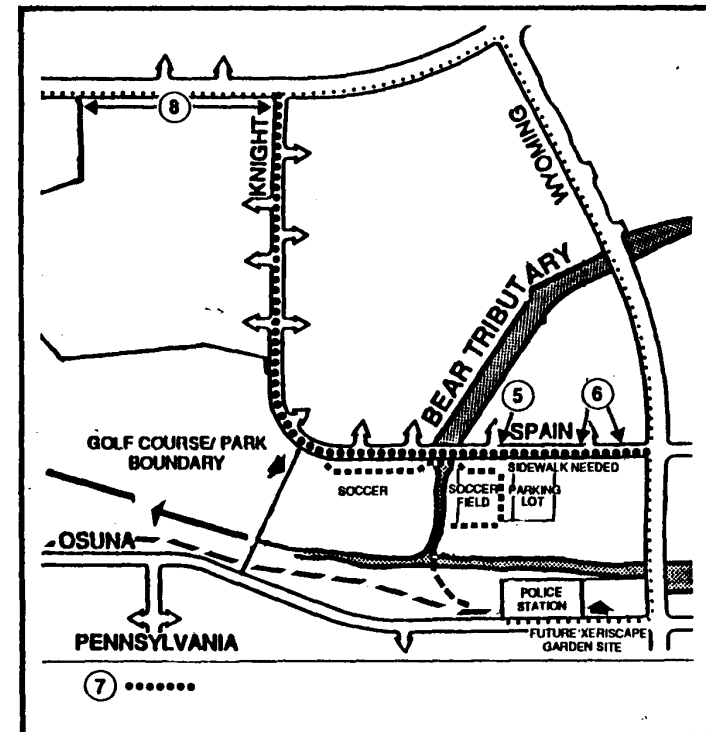 8
KNIGHT
WYOMING
BEAR TRIBUTARY
5
6
SPAIN
GOLF COURSE/ PARK
BOUNDARY
SIDEWALK NEEDED
SOCCER
SOCCER
FIELD
PARKING
LOT
OSUNA
POLICE
STATION
PENNSYLVANIA
FUTURE XERISCAPE
GARDEN SITE
7